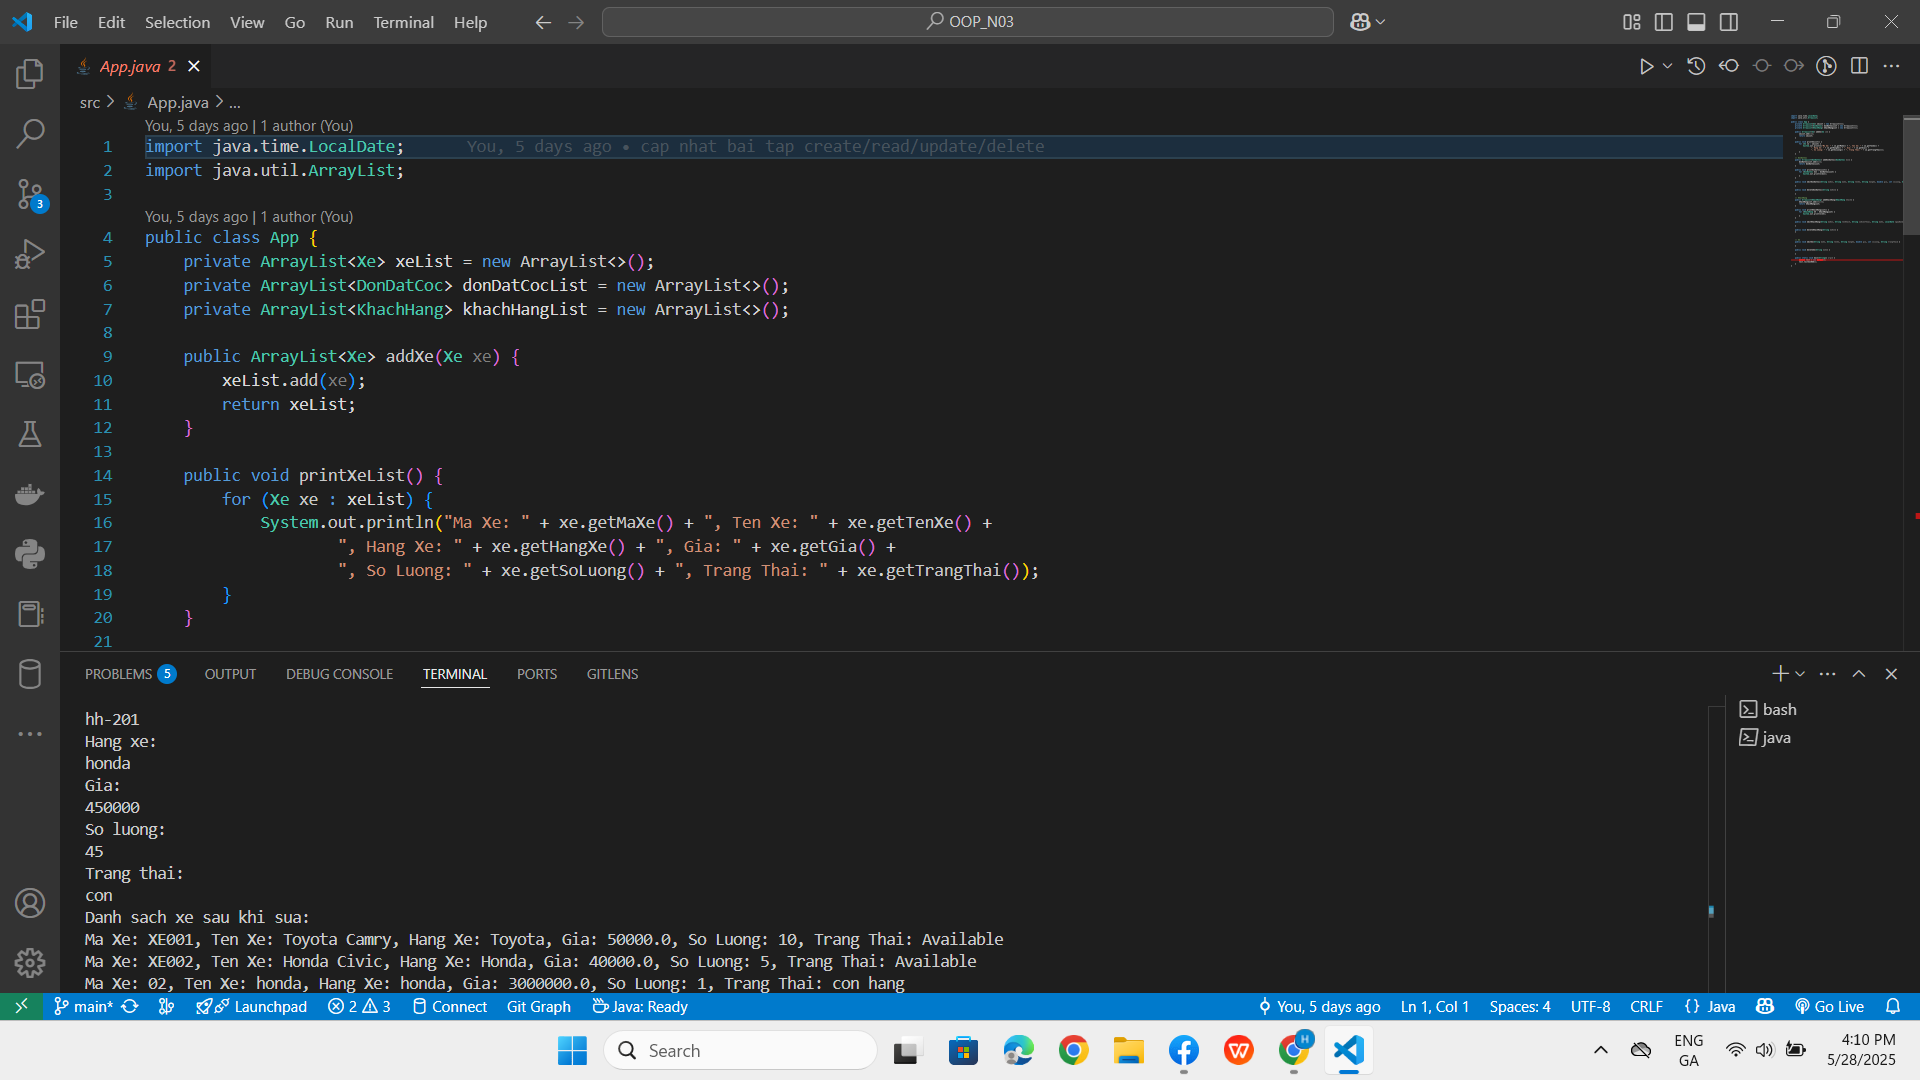 File Edit Selection View Go Run Terminal Help OOP_N03
App.java 2
src > App.java > ...
You, 5 days ago | 1 author (You)
1 import java.time.LocalDate; You, 5 days ago • cap nhat bai tap create/read/update/delete
2 import java.util.ArrayList;
3
You, 5 days ago | 1 author (You)
4 public class App {
5 private ArrayList<Xe> xeList = new ArrayList<>();
6 private ArrayList<DonDatCoc> donDatCocList = new ArrayList<>();
7 private ArrayList<KhachHang> khachHangList = new ArrayList<>();
8
9 public ArrayList<Xe> addXe(Xe xe) {
10 xeList.add(xe);
11 return xeList;
12 }
13
14 public void printXeList() {
15 for (Xe xe : xeList) {
16 System.out.println("Ma Xe: " + xe.getMaXe() + ", Ten Xe: " + xe.getTenXe() +
17 ", Hang Xe: " + xe.getHangXe() + ", Gia: " + xe.getGia() +
18 ", So Luong: " + xe.getSoLuong() + ", Trang Thai: " + xe.getTrangThai());
19 }
20 }
21
PROBLEMS 5 OUTPUT DEBUG CONSOLE TERMINAL PORTS GITLENS
hh-201
Hang xe:
honda
Gia:
450000
So luong:
45
Trang thai:
con
Danh sach xe sau khi sua:
Ma Xe: XE001, Ten Xe: Toyota Camry, Hang Xe: Toyota, Gia: 50000.0, So Luong: 10, Trang Thai: Available
Ma Xe: XE002, Ten Xe: Honda Civic, Hang Xe: Honda, Gia: 40000.0, So Luong: 5, Trang Thai: Available
Ma Xe: 02, Ten Xe: honda, Hang Xe: honda, Gia: 3000000.0, So Luong: 1, Trang Thai: con hang
bash
java
3
main* Launchpad 2 3 Connect Git Graph Java: Ready You, 5 days ago Ln 1, Col 1 Spaces: 4 UTF-8 CRLF {} Java Go Live
Search
H
ENG
GA
4:10 PM
5/28/2025